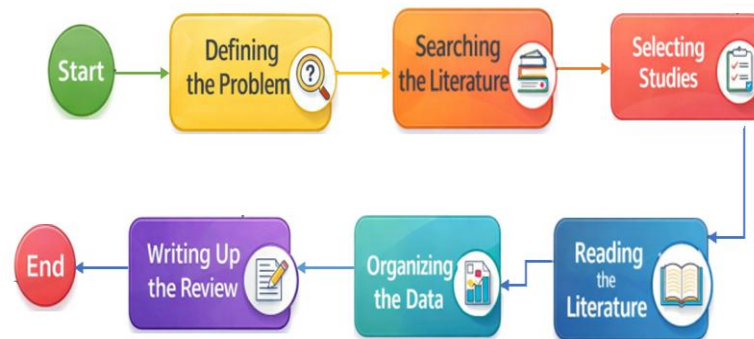 Start
Defining
the Problem
?
Searching
the Literature
Selecting
Studies
Reading
the
Literature
Organizing
the Data
Writing Up
the Review
End